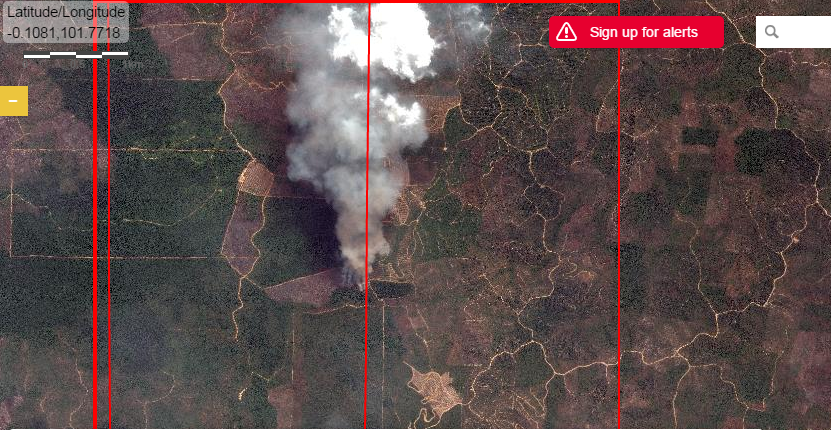 Latitude/Longitude
-0.1081,101.7718
Sign up for alerts